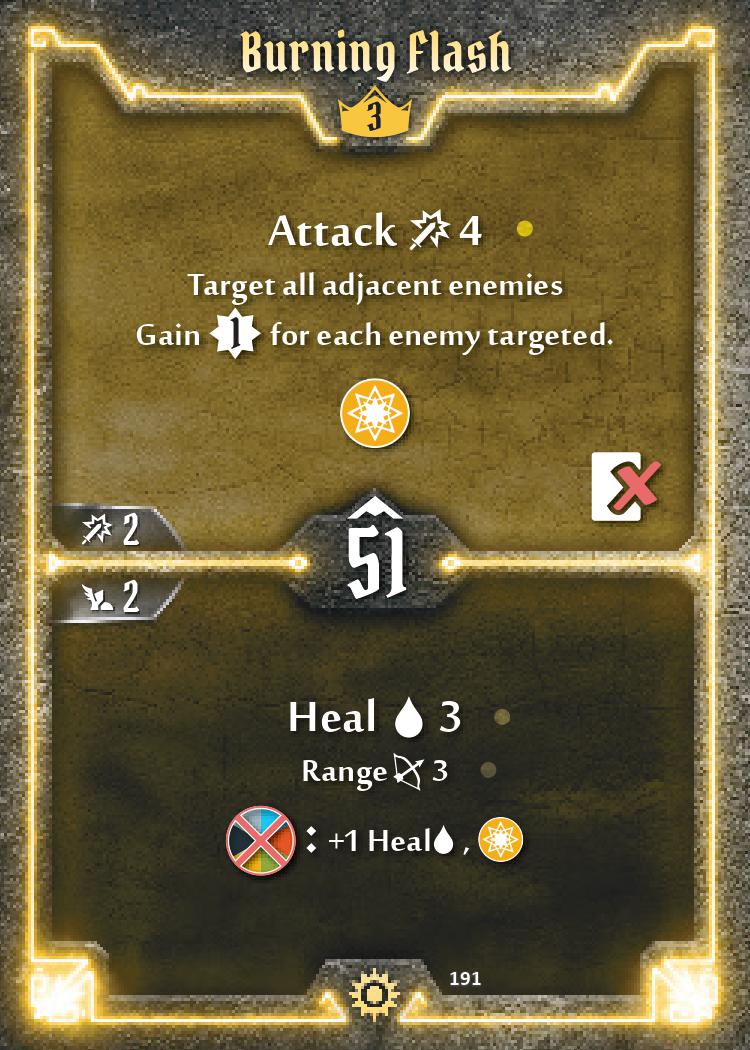 Burning Flash
3
Attack 4
Target all adjacent enemies
Gain 1 for each enemy targeted.
2
51
2
Heal 3
Range 3
: +1 Heal ,
191